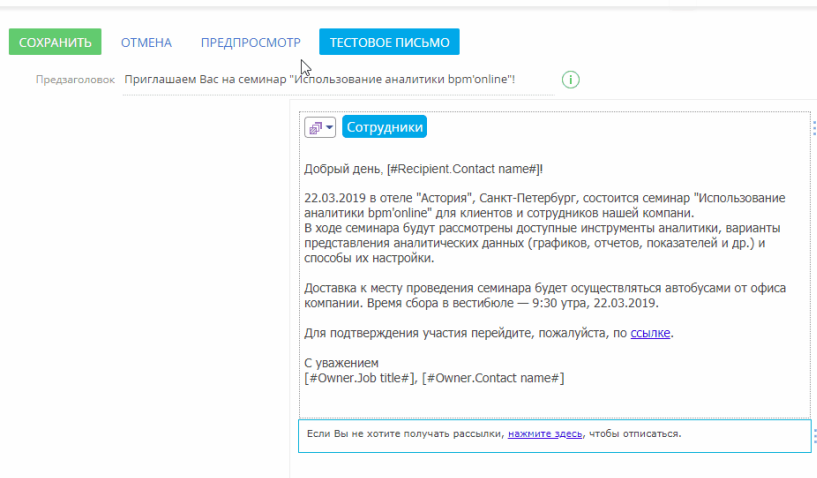 СОХРАНИТЬ ОТМЕНА ПРЕДПРОСМОТР ТЕСТОВОЕ ПИСЬМО
Предзаголовок Приглашаем Вас на семинар "Использование аналитики bpm'online"!
Сотрудники
Добрый день, [#Recipient.Contact name#]!
22.03.2019 в отеле "Астория", Санкт-Петербург, состоится семинар "Использование
аналитики bpm'online" для клиентов и сотрудников нашей компани.
В ходе семинара будут рассмотрены доступные инструменты аналитики, варианты
представления аналитических данных (графиков, отчетов, показателей и др.) и
способы их настройки.
Доставка к месту проведения семинара будет осуществляться автобусами от офиса
компании. Время сбора в вестибюле — 9:30 утра, 22.03.2019.
Для подтверждения участия перейдите, пожалуйста, по ссылке.
С уважением
[#Owner.Job title#], [#Owner.Contact name#]
Если Вы не хотите получать рассылки, нажмите здесь, чтобы отписаться.